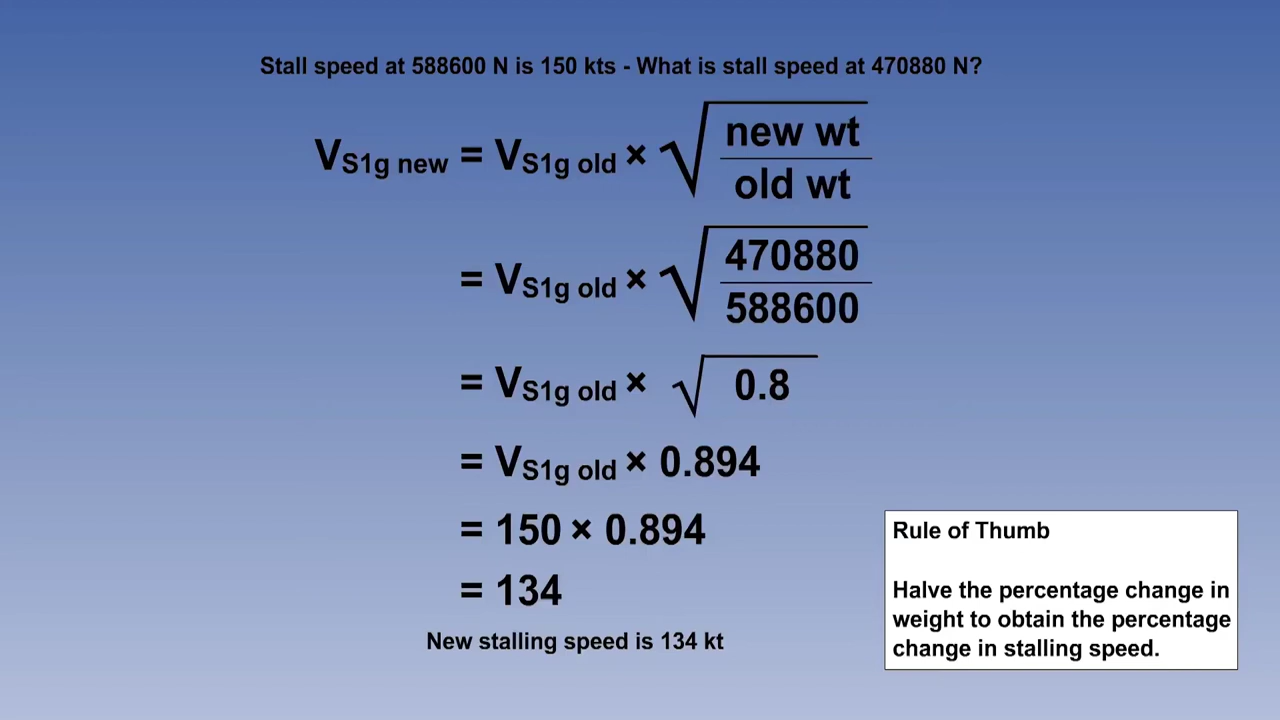 Stall speed at 588600 N is 150 kts - What is stall speed at 470880 N?
VS1g new = VS1g old × √ new wt
old wt
= VS1g old × √ 470880
588600
= VS1g old × √ 0.8
= VS1g old × 0.894
= 150 × 0.894
= 134
New stalling speed is 134 kt
Rule of Thumb
Halve the percentage change in
weight to obtain the percentage
change in stalling speed.